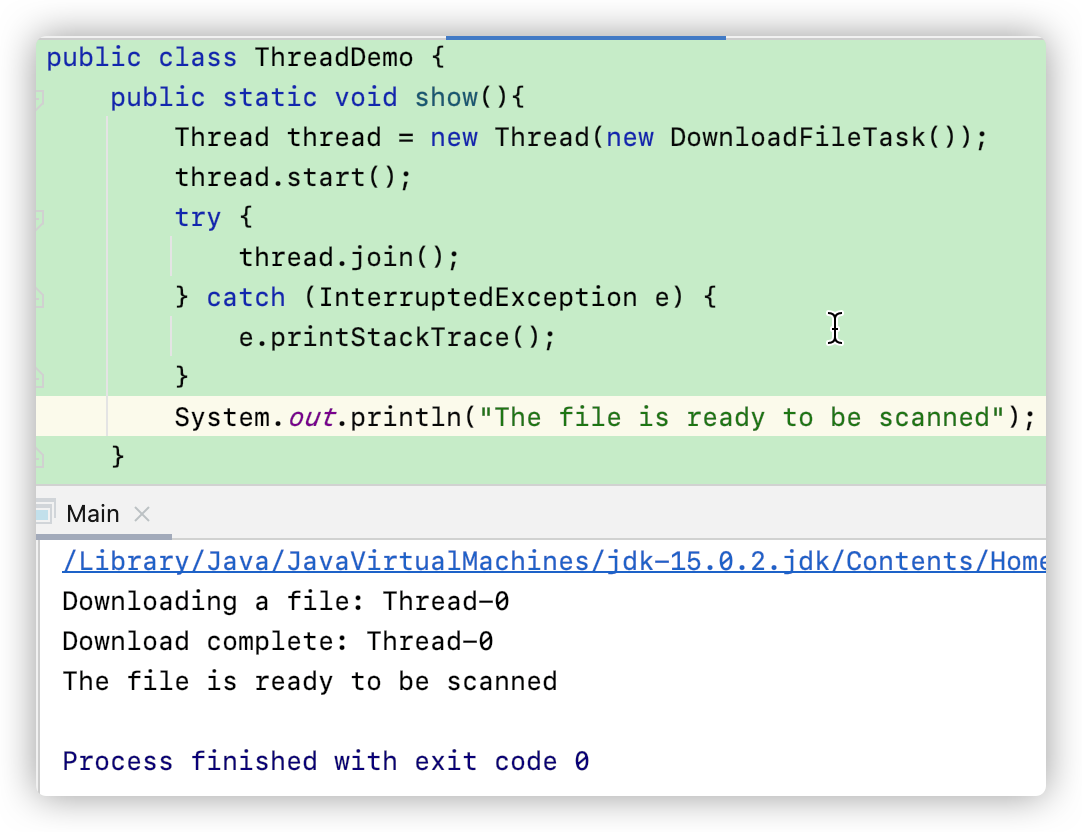 public class ThreadDemo {
    public static void show(){
        Thread thread = new Thread(new DownloadFileTask());
        thread.start();
        try {
            thread.join();
        } catch (InterruptedException e) {
            e.printStackTrace();
        }
        System.out.println("The file is ready to be scanned");
    }
Main
/Library/Java/JavaVirtualMachines/jdk-15.0.2.jdk/Contents/Home
Downloading a file: Thread-0
Download complete: Thread-0
The file is ready to be scanned
Process finished with exit code 0